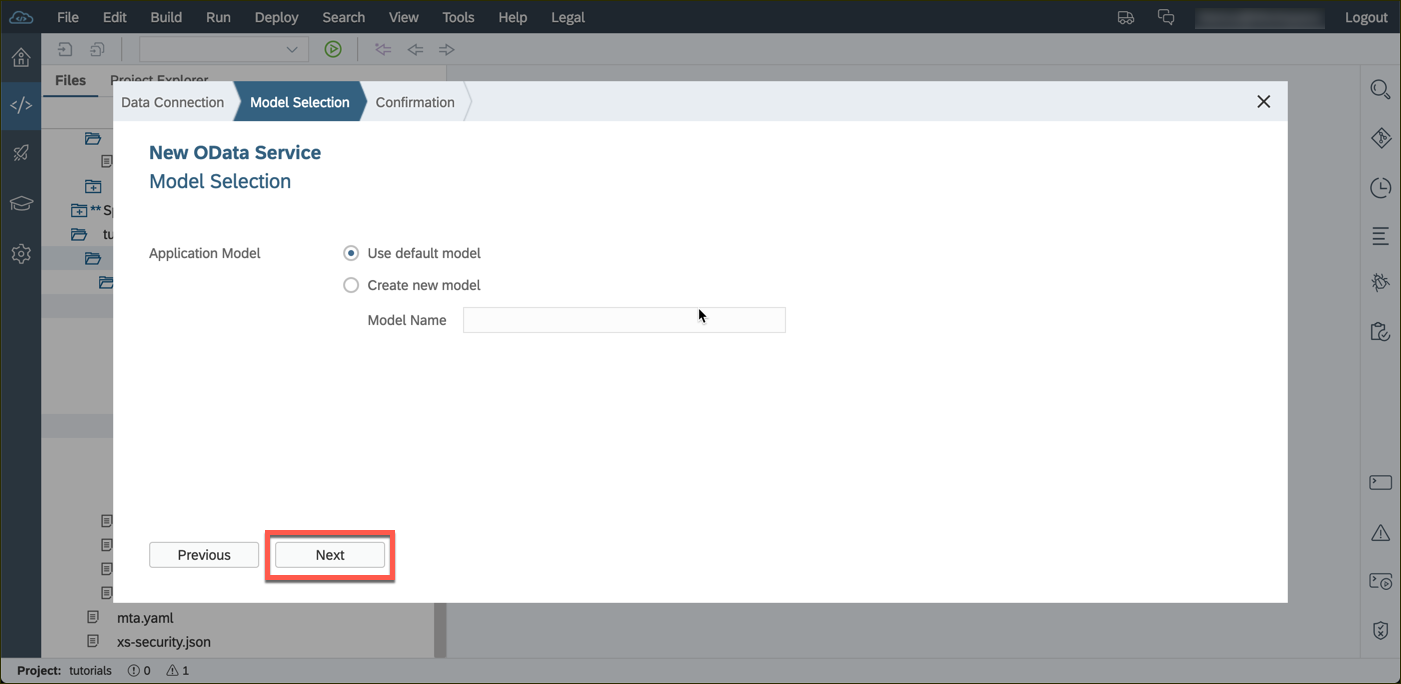 File Edit Build Run Deploy Search View Tools Help Legal Logout
Files Project Explorer
Data Connection Model Selection Confirmation
New OData Service
Model Selection
** Sp
tu
Application Model Use default model
Create new model
Model Name
Previous Next
mta.yaml
xs-security.json
Project: tutorials 0 1